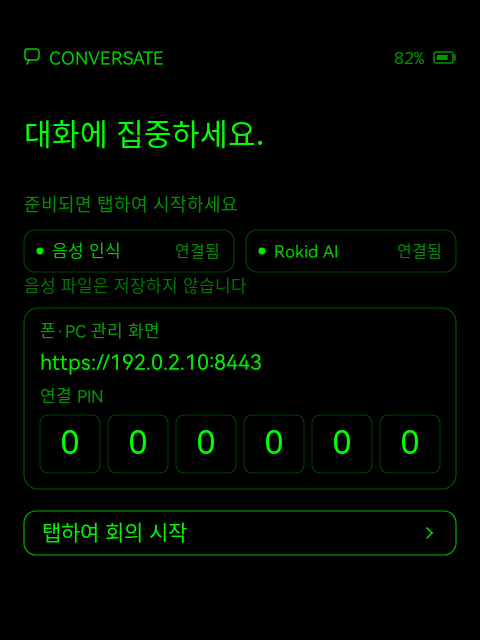 CONVERSATE 82%
대화에 집중하세요.
준비되면 탭하여 시작하세요
음성 인식 연결됨 Rokid AI 연결됨
음성 파일은 저장하지 않습니다
폰·PC 관리 화면
https://192.0.2.10:8443
연결 PIN
0 0 0 0 0 0
탭하여 회의 시작